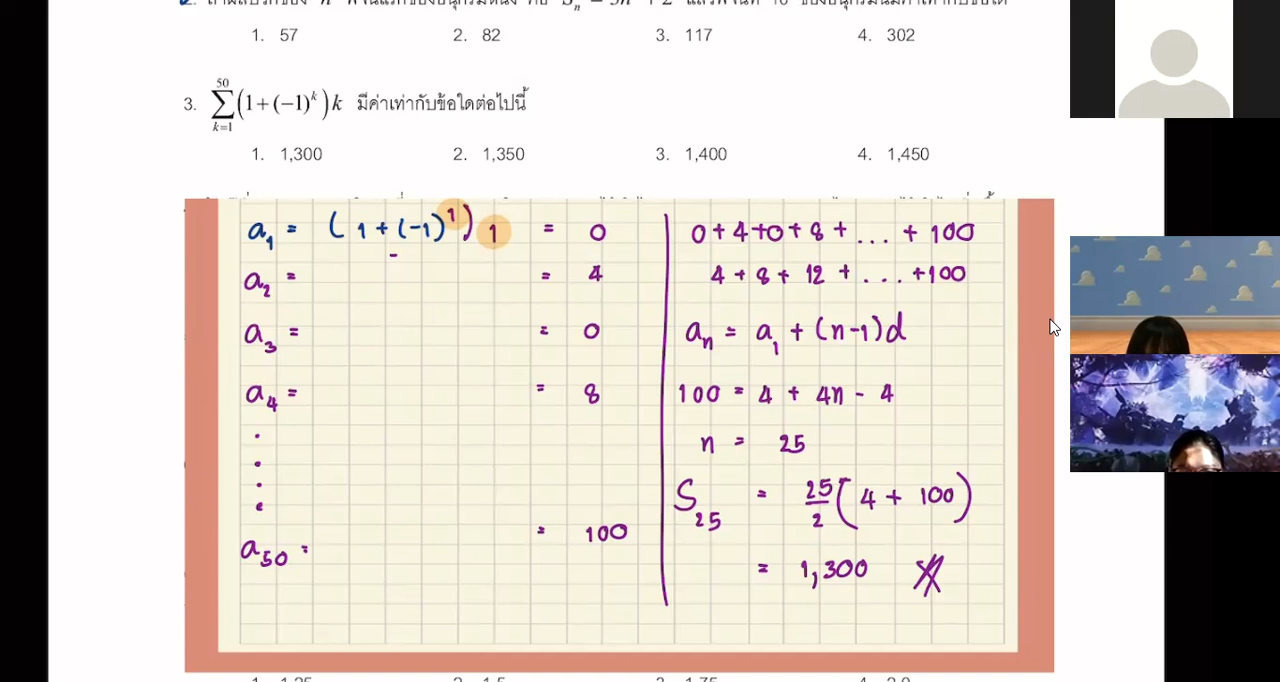 1. 57 2. 82 3. 117 4. 302
3. \sum_{k=1}^{50} (1+(-1)^k) k มีค่าเท่ากับข้อใดต่อไปนี้
1. 1,300 2. 1,350 3. 1,400 4. 1,450
a₁ = (1 + (-1)¹) 1 = 0
a₂ = = 4
a₃ = = 0
a₄ = = 8
a₅₀ = = 100
0 + 4 + 0 + 8 + ... + 100
4 + 8 + 12 + ... + 100
aₙ = a₁ + (n-1)d
100 = 4 + 4n - 4
n = 25
S₂₅ = 25/2 (4 + 100)
= 1,300